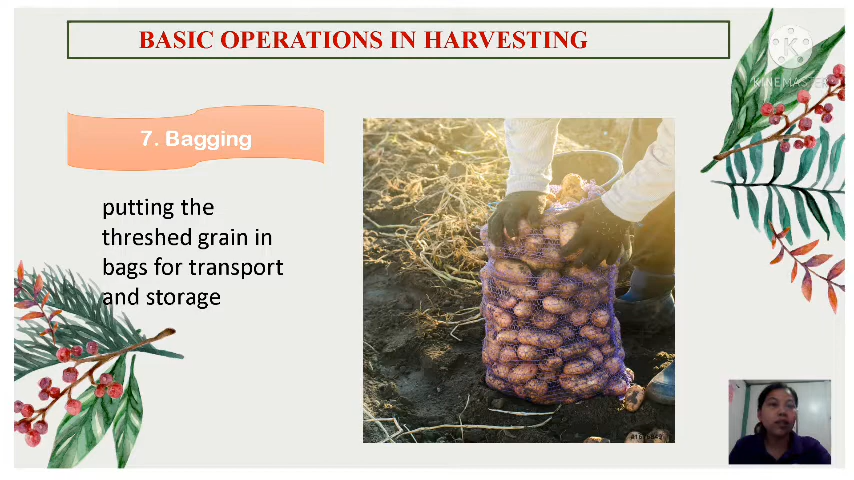 BASIC OPERATIONS IN HARVESTING
KINEMASTER
7. Bagging
putting the
threshed grain in
bags for transport
and storage